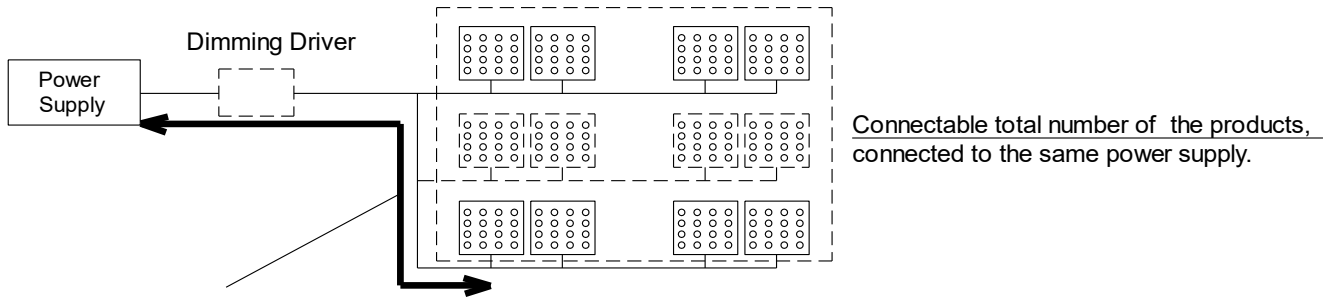 Dimming Driver
Power
Supply
Connectable total number of the products,
connected to the same power supply.